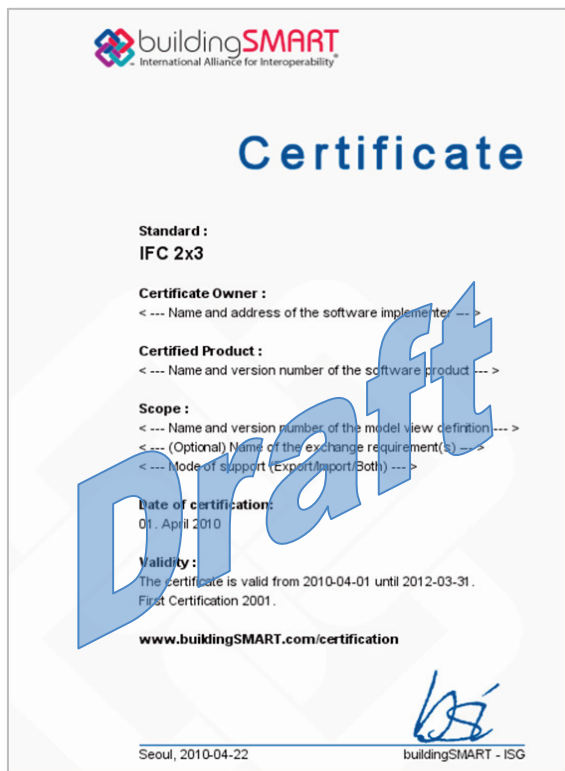 buildingSMART
International Alliance for Interoperability
Certificate
Standard :
IFC 2x3
Certificate Owner :
< --- Name and address of the software implementer --- >
Certified Product :
< --- Name and version number of the software product --- >
Scope :
< --- Name and version number of the model view definition --- >
< --- (Optional) Name of the exchange requirement(s) --- >
< --- Mode of support (Export/Import/Both) --- >
Date of certification:
01. April 2010
Validity :
The certificate is valid from 2010-04-01 until 2012-03-31.
First Certification 2001.
www.buildingSMART.com/certification
Draft
bsi
Seoul, 2010-04-22
buildingSMART - ISG